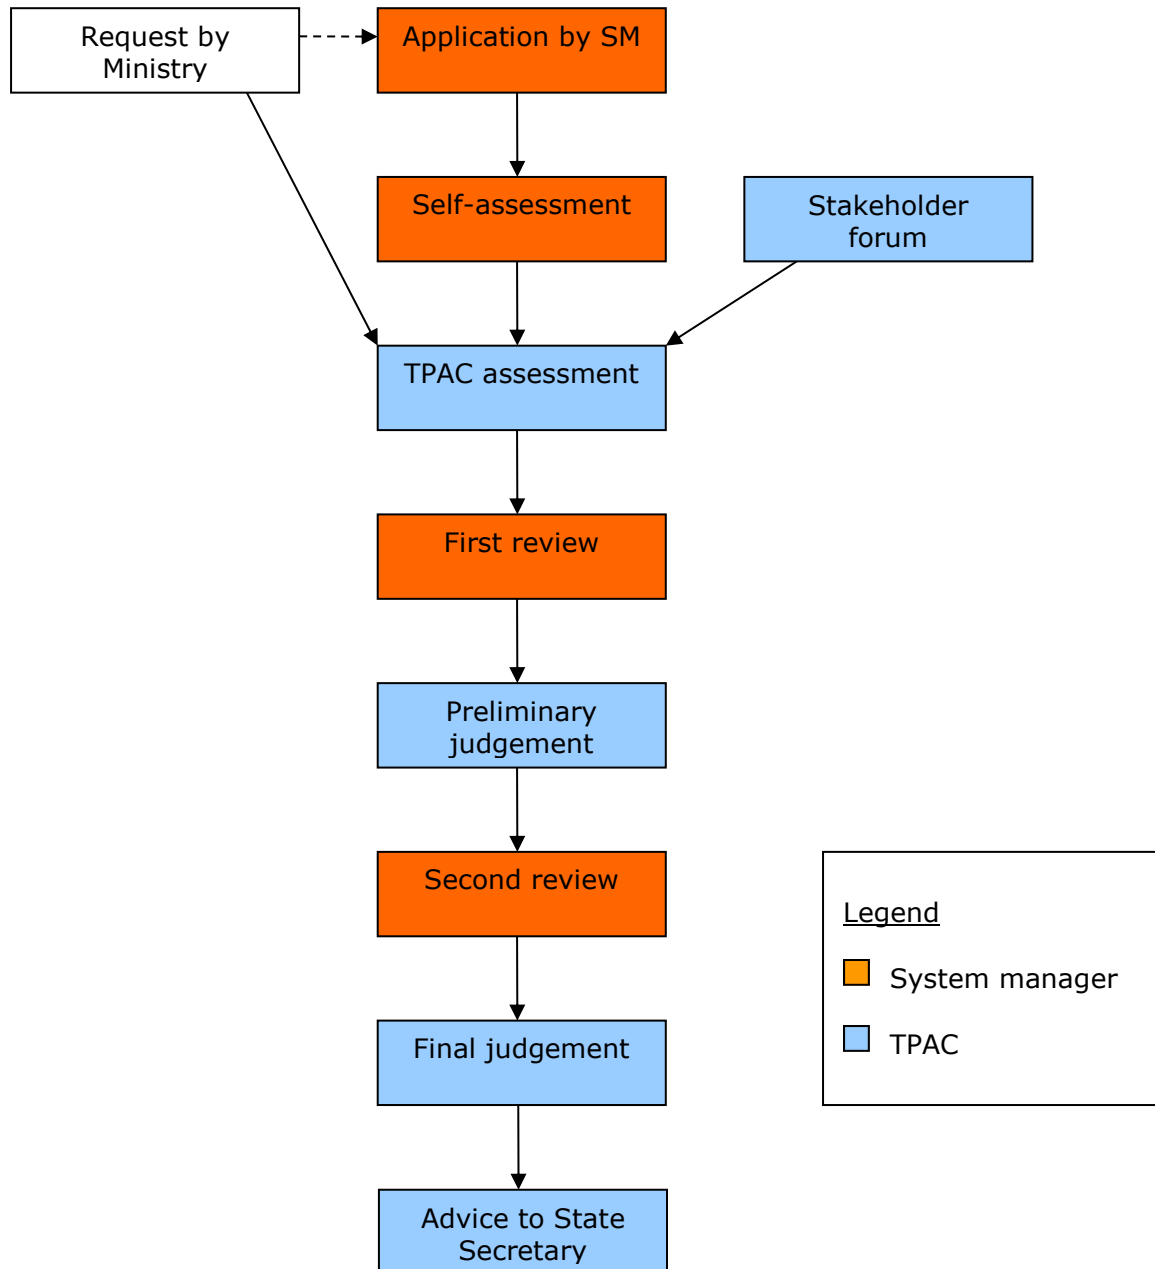 Request by
Ministry
Application by SM
Self-assessment
Stakeholder
forum
TPAC assessment
First review
Preliminary
judgement
Second review
Legend
System manager
TPAC
Final judgement
Advice to State
Secretary